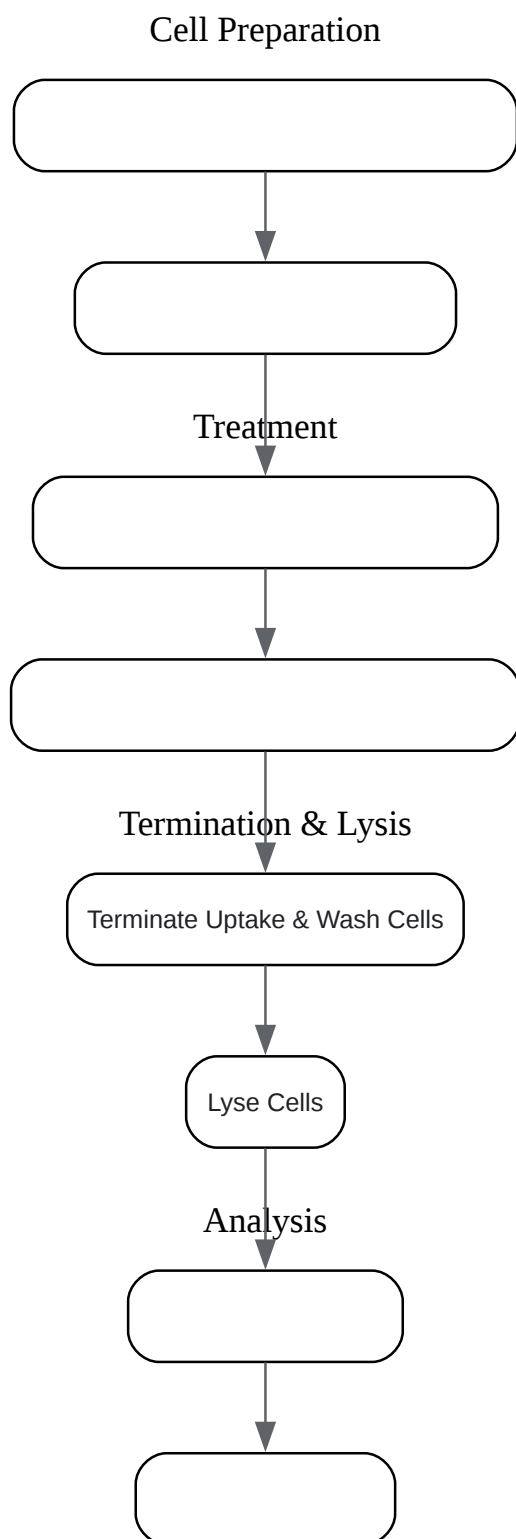 Cell Preparation
Treatment
Termination & Lysis
Terminate Uptake & Wash Cells
Lyse Cells
Analysis